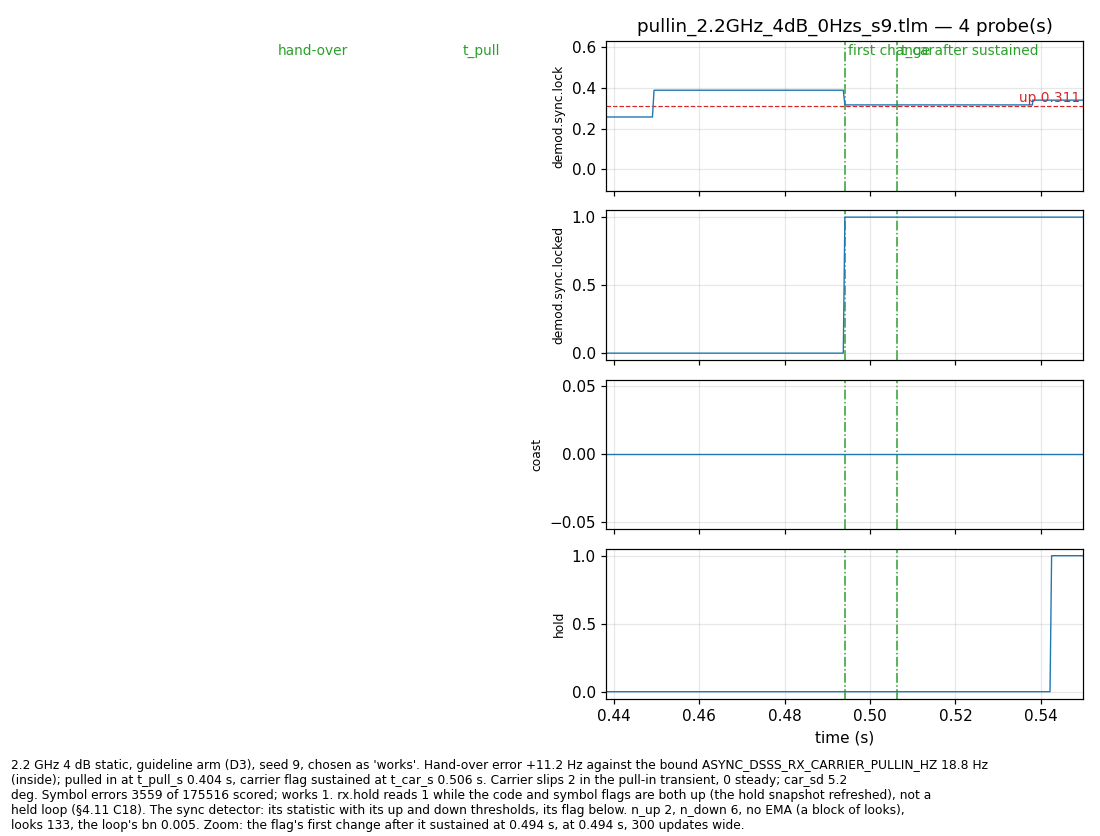 pullin_2.2GHz_4dB_0Hzs_s9.tlm — 4 probe(s)
hand-over
t_pull
first change after sustained
t_car
up 0.311
demod.sync.lock
0.6
0.4
0.2
0.0
demod.sync.locked
1.0
0.5
0.0
coast
0.05
0.00
−0.05
hold
1.0
0.5
0.0
0.44 0.46 0.48 0.50 0.52 0.54
time (s)
2.2 GHz 4 dB static, guideline arm (D3), seed 9, chosen as 'works'. Hand-over error +11.2 Hz against the bound ASYNC_DSSS_RX_CARRIER_PULLIN_HZ 18.8 Hz
(inside); pulled in at t_pull_s 0.404 s, carrier flag sustained at t_car_s 0.506 s. Carrier slips 2 in the pull-in transient, 0 steady; car_sd 5.2
deg. Symbol errors 3559 of 175516 scored; works 1. rx.hold reads 1 while the code and symbol flags are both up (the hold snapshot refreshed), not a
held loop (§4.11 C18). The sync detector: its statistic with its up and down thresholds, its flag below. n_up 2, n_down 6, no EMA (a block of looks),
looks 133, the loop's bn 0.005. Zoom: the flag's first change after it sustained at 0.494 s, at 0.494 s, 300 updates wide.